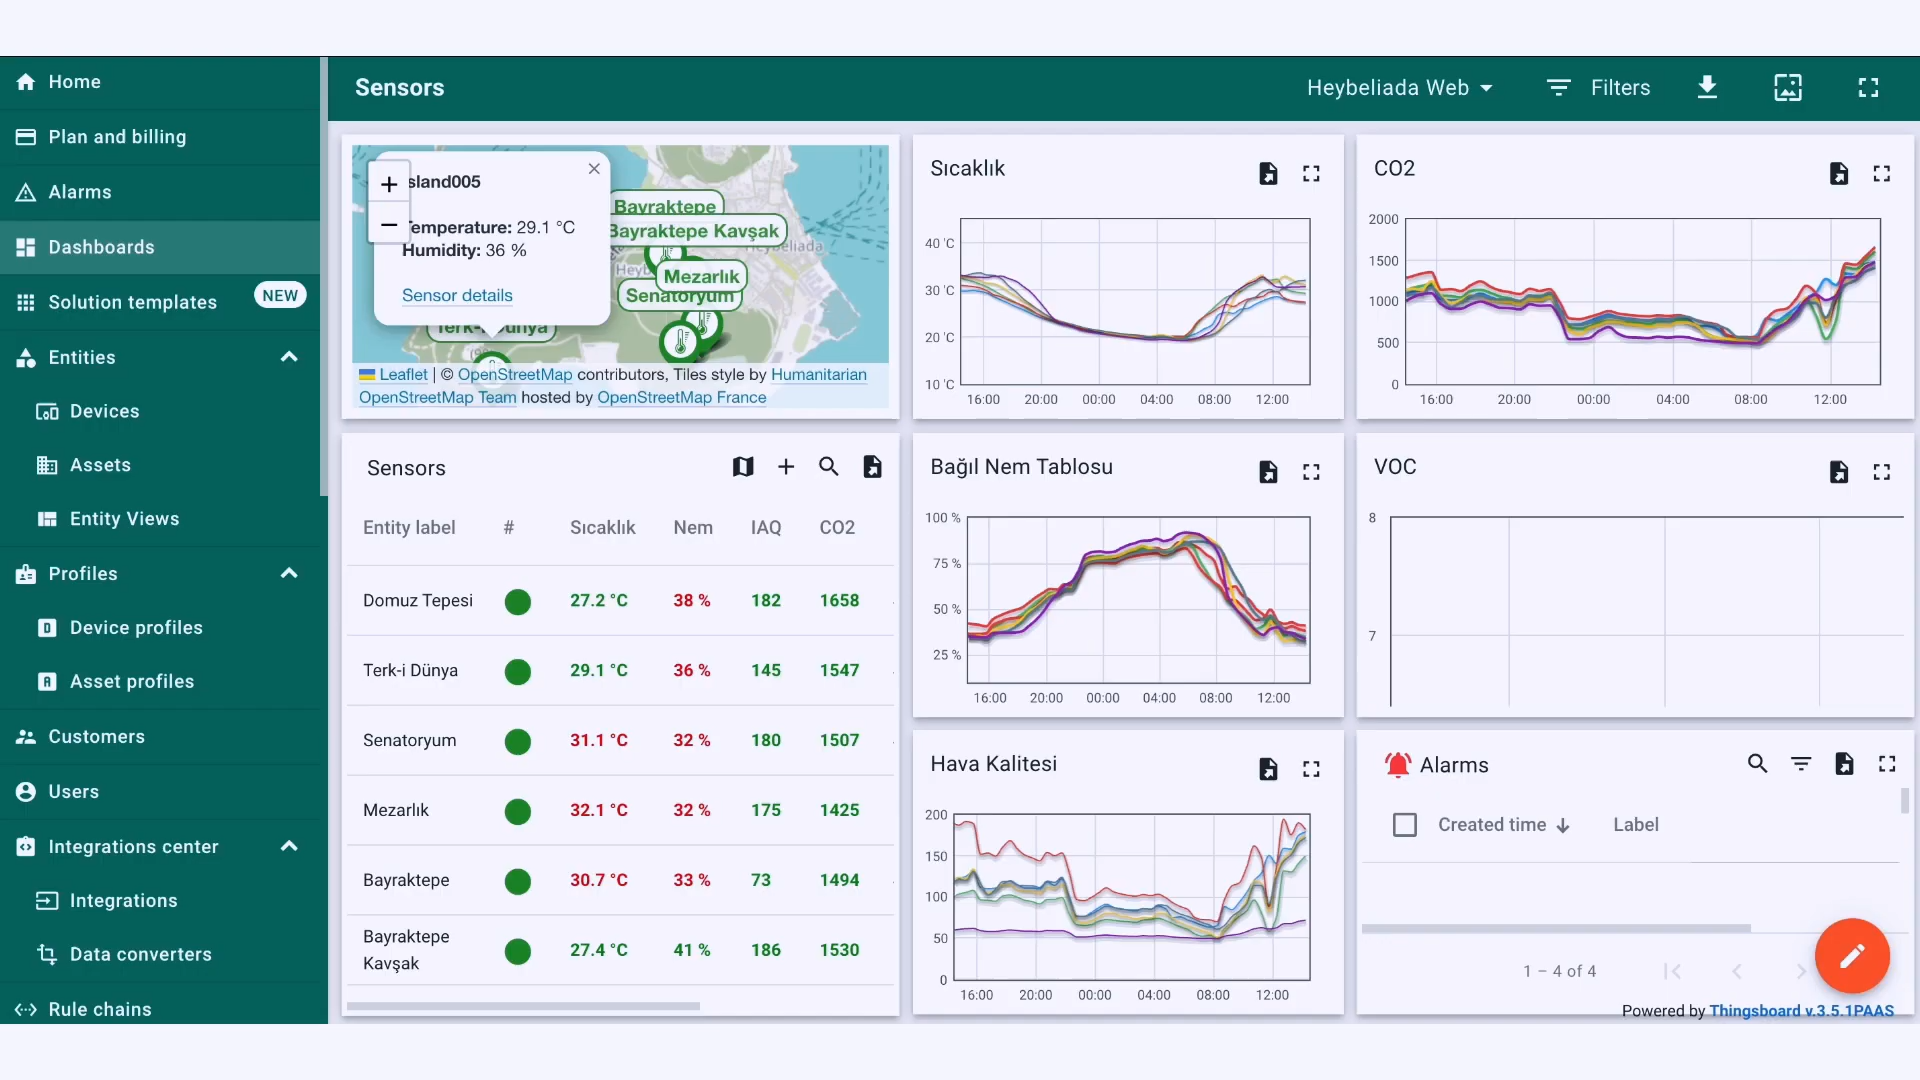 Home
Plan and billing
Alarms
Dashboards
Solution templates NEW
Entities
Devices
Assets
Entity Views
Profiles
Device profiles
Asset profiles
Customers
Users
Integrations center
Integrations
Data converters
Rule chains
Sensors
Heybeliada Web
Filters
+
−
sland005
Temperature: 29.1 °C
Humidity: 36 %
Sensor details
Bayraktepe
Bayraktepe Kavşak
Mezarlık
Senatoryum
Terk-i Dünya
Leaflet | © OpenStreetMap contributors, Tiles style by Humanitarian
OpenStreetMap Team hosted by OpenStreetMap France
Sıcaklık
40 'C
30 'C
20 'C
10 'C
16:00 20:00 00:00 04:00 08:00 12:00
CO2
2000
1500
1000
500
0
16:00 20:00 00:00 04:00 08:00 12:00
Sensors
Entity label # Sıcaklık Nem IAQ CO2
Domuz Tepesi 27.2 °C 38 % 182 1658
Terk-i Dünya 29.1 °C 36 % 145 1547
Senatoryum 31.1 °C 32 % 180 1507
Mezarlık 32.1 °C 32 % 175 1425
Bayraktepe 30.7 °C 33 % 73 1494
Bayraktepe
Kavşak 27.4 °C 41 % 186 1530
Bağıl Nem Tablosu
100 %
75 %
50 %
25 %
16:00 20:00 00:00 04:00 08:00 12:00
VOC
8
7
Hava Kalitesi
200
150
100
50
0
16:00 20:00 00:00 04:00 08:00 12:00
Alarms
Created time Label
1 – 4 of 4
Powered by Thingsboard v.3.5.1PAAS